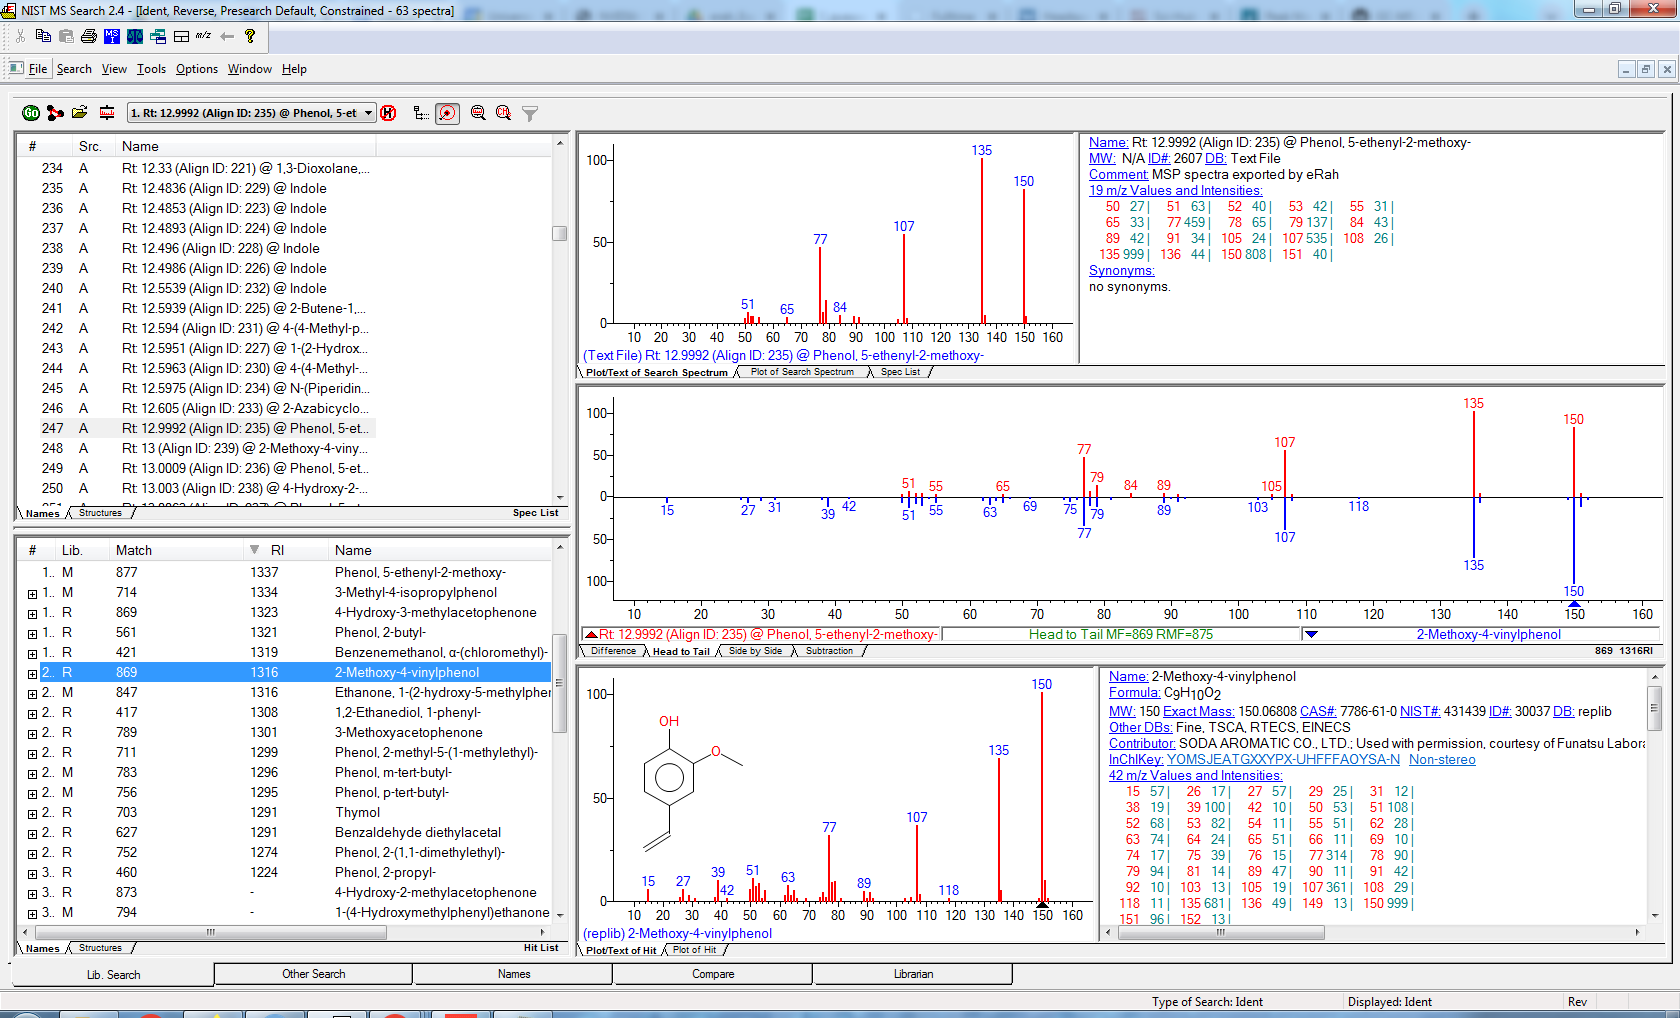 NIST MS Search 2.4 - [Ident, Reverse, Presearch Default, Constrained - 63 spectra]
File Search View Tools Options Window Help
1. Rt: 12.9992 (Align ID: 235) @ Phenol, 5-et
# Src. Name
234 A Rt: 12.33 (Align ID: 221) @ 1,3-Dioxolane,...
235 A Rt: 12.4836 (Align ID: 229) @ Indole
236 A Rt: 12.4853 (Align ID: 223) @ Indole
237 A Rt: 12.4893 (Align ID: 224) @ Indole
238 A Rt: 12.496 (Align ID: 228) @ Indole
239 A Rt: 12.4986 (Align ID: 226) @ Indole
240 A Rt: 12.5539 (Align ID: 232) @ Indole
241 A Rt: 12.5939 (Align ID: 225) @ 2-Butene-1,...
242 A Rt: 12.594 (Align ID: 231) @ 4-(4-Methyl-p...
243 A Rt: 12.5951 (Align ID: 227) @ 1-(2-Hydrox...
244 A Rt: 12.5963 (Align ID: 230) @ 4-(4-Methyl-...
245 A Rt: 12.5975 (Align ID: 234) @ N-(Piperidin...
246 A Rt: 12.605 (Align ID: 233) @ 2-Azabicyclo...
247 A Rt: 12.9992 (Align ID: 235) @ Phenol, 5-et...
248 A Rt: 13 (Align ID: 239) @ 2-Methoxy-4-viny...
249 A Rt: 13.0009 (Align ID: 236) @ Phenol, 5-et...
250 A Rt: 13.003 (Align ID: 238) @ 4-Hydroxy-2-...
Names Structures Spec List
# Lib. Match RI Name
1.. M 877 1337 Phenol, 5-ethenyl-2-methoxy-
1.. M 714 1334 3-Methyl-4-isopropylphenol
1.. R 869 1323 4-Hydroxy-3-methylacetophenone
1.. R 561 1321 Phenol, 2-butyl-
1.. R 421 1319 Benzenemethanol, α-(chloromethyl)-
2.. R 869 1316 2-Methoxy-4-vinylphenol
2.. M 847 1316 Ethanone, 1-(2-hydroxy-5-methylpher
2.. R 417 1308 1,2-Ethanediol, 1-phenyl-
2.. R 789 1301 3-Methoxyacetophenone
2.. R 711 1299 Phenol, 2-methyl-5-(1-methylethyl)-
2.. M 783 1296 Phenol, m-tert-butyl-
2.. M 756 1295 Phenol, p-tert-butyl-
2.. R 703 1291 Thymol
2.. R 627 1291 Benzaldehyde diethylacetal
2.. R 752 1274 Phenol, 2-(1,1-dimethylethyl)-
2.. R 460 1224 Phenol, 2-propyl-
3.. R 873 - 4-Hydroxy-2-methylacetophenone
3.. M 794 - 1-(4-Hydroxymethylphenyl)ethanone
Names Structures Hit List
100 50 0
135 150 107 77 51 65 84
10 20 30 40 50 60 70 80 90 100 110 120 130 140 150 160
(Text File) Rt: 12.9992 (Align ID: 235) @ Phenol, 5-ethenyl-2-methoxy-
Plot/Text of Search Spectrum Plot of Search Spectrum Spec List
Name: Rt: 12.9992 (Align ID: 235) @ Phenol, 5-ethenyl-2-methoxy-
MW: N/A ID#: 2607 DB: Text File
Comment: MSP spectra exported by eRah
19 m/z Values and Intensities:
50 27| 51 63| 52 40| 53 42| 55 31|
65 33| 77 459| 78 65| 79 137| 84 43|
89 42| 91 34| 105 24| 107 535| 108 26|
135 999| 136 44| 150 808| 151 40|
Synonyms:
no synonyms.
100 50 0 50 100
135 150 107 77 79 51 55 65 84 89 105
15 27 31 39 42 51 55 63 69 75 77 79 89 103 107 118 135 150
10 20 30 40 50 60 70 80 90 100 110 120 130 140 150 160
Rt: 12.9992 (Align ID: 235) @ Phenol, 5-ethenyl-2-methoxy- Head to Tail MF=869 RMF=875 2-Methoxy-4-vinylphenol
Difference Head to Tail Side by Side Subtraction 869 1316RI
100 50 0
OH O
150 135 107 77 15 27 39 42 51 63 89 118
10 20 30 40 50 60 70 80 90 100 110 120 130 140 150 160
(replib) 2-Methoxy-4-vinylphenol
Plot/Text of Hit Plot of Hit
Name: 2-Methoxy-4-vinylphenol
Formula: C9H10O2
MW: 150 Exact Mass: 150.06808 CAS#: 7786-61-0 NIST#: 431439 ID#: 30037 DB: replib
Other DBs: Fine, TSCA, RTECS, EINECS
Contributor: SODA AROMATIC CO., LTD.; Used with permission, courtesy of Funatsu Labora
InChIKey: YOMSJEATGXXYPX-UHFFFAOYSA-N Non-stereo
42 m/z Values and Intensities:
15 57| 26 17| 27 57| 29 25| 31 12|
38 19| 39 100| 42 10| 50 53| 51 108|
52 68| 53 82| 54 11| 55 51| 62 28|
63 74| 64 24| 65 51| 66 11| 69 10|
74 17| 75 39| 76 15| 77 314| 78 90|
79 94| 81 14| 89 47| 90 11| 91 42|
92 10| 103 13| 105 19| 107 361| 108 29|
118 11| 135 681| 136 49| 149 13| 150 999|
151 96| 152 13|
Lib. Search Other Search Names Compare Librarian
Type of Search: Ident Displayed: Ident Rev